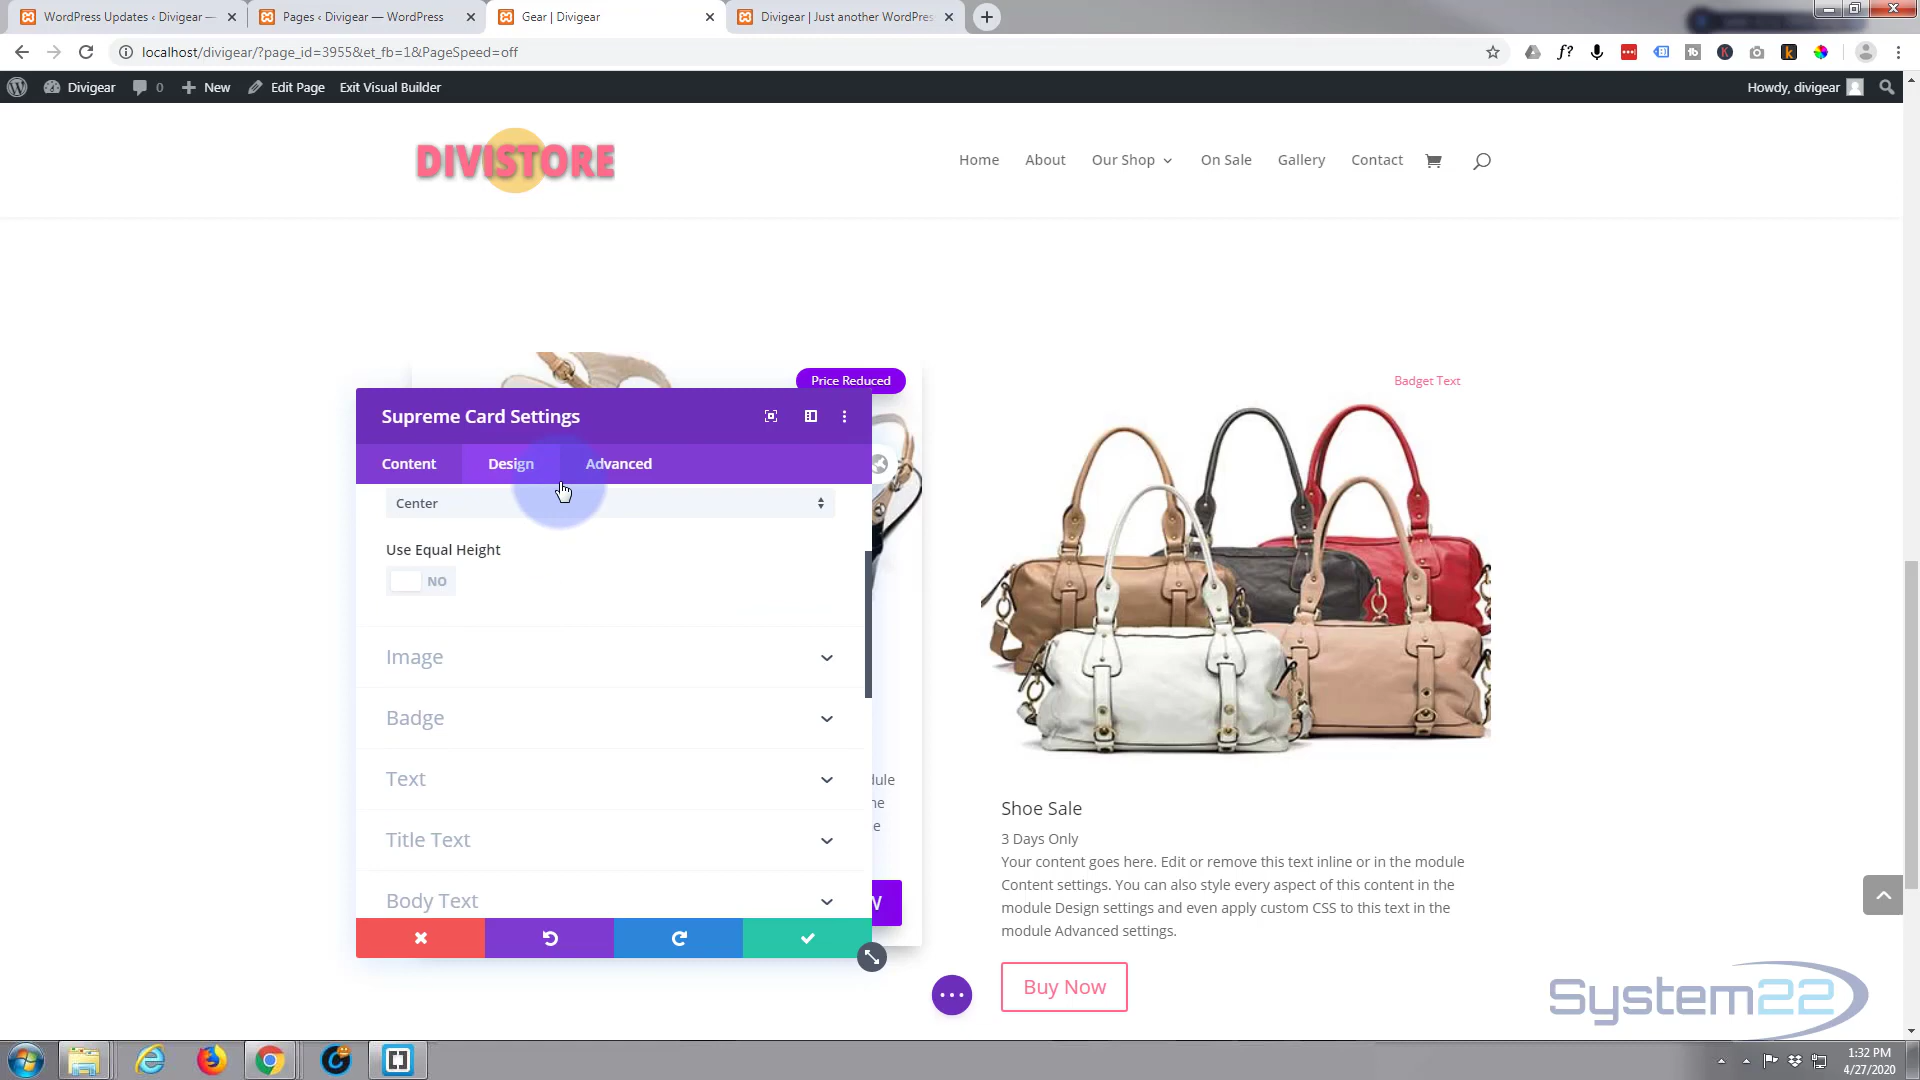 WordPress Updates ‹ Divigear —
Pages ‹ Divigear — WordPress
Gear | Divigear
Divigear | Just another WordPres
localhost/divigear/?page_id=3955&et_fb=1&PageSpeed=off
Divigear
0
New
Edit Page
Exit Visual Builder
Howdy, divigear
DIVISTORE
Home
About
Our Shop
On Sale
Gallery
Contact
Price Reduced
Badget Text
Supreme Card Settings
Content
Design
Advanced
Center
Use Equal Height
NO
Image
Badge
Text
Title Text
Body Text
dule
he
e
W
Shoe Sale
3 Days Only
Your content goes here. Edit or remove this text inline or in the module
Content settings. You can also style every aspect of this content in the
module Design settings and even apply custom CSS to this text in the
module Advanced settings.
Buy Now
System22
1:32 PM
4/27/2020